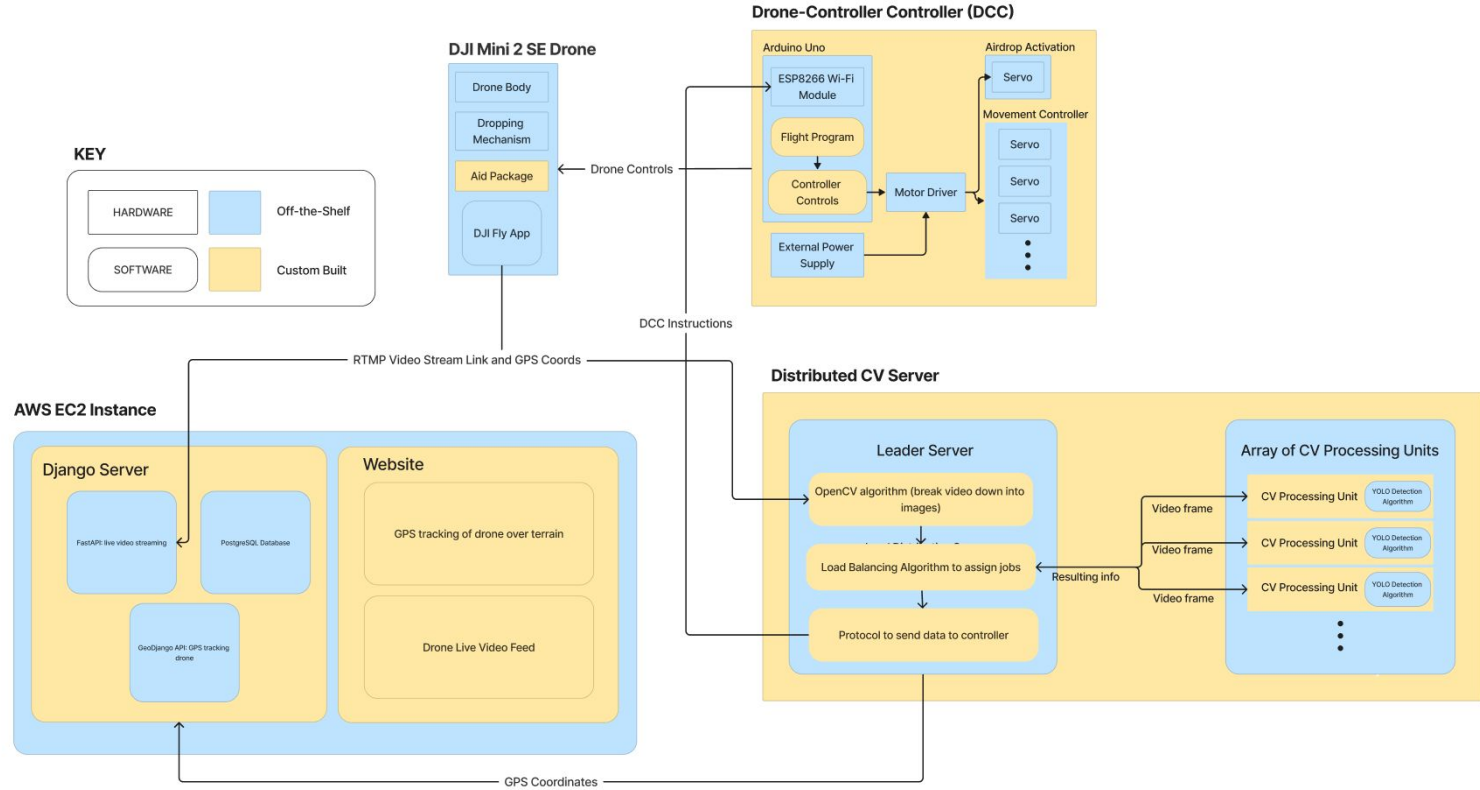 Drone-Controller Controller (DCC)
DJI Mini 2 SE Drone
Drone Body
Dropping
Mechanism
Aid Package
DJI Fly App
Arduino Uno
ESP8266 Wi-Fi
Module
Flight Program
Controller
Controls
External Power
Supply
Motor Driver
Airdrop Activation
Servo
Movement Controller
Servo
Servo
Servo
KEY
HARDWARE
Off-the-Shelf
SOFTWARE
Custom Built
Drone Controls
DCC Instructions
RTMP Video Stream Link and GPS Coords
AWS EC2 Instance
Django Server
FastAPI: live video streaming
PostgreSQL Database
GeoDjango API: GPS tracking
drone
Website
GPS tracking of drone over terrain
Drone Live Video Feed
Distributed CV Server
Leader Server
OpenCV algorithm (break video down into
images)
Load Balancing Algorithm to assign jobs
Protocol to send data to controller
Resulting info
Video frame
Video frame
Video frame
Array of CV Processing Units
CV Processing Unit
YOLO Detection
Algorithm
CV Processing Unit
YOLO Detection
Algorithm
CV Processing Unit
YOLO Detection
Algorithm
GPS Coordinates